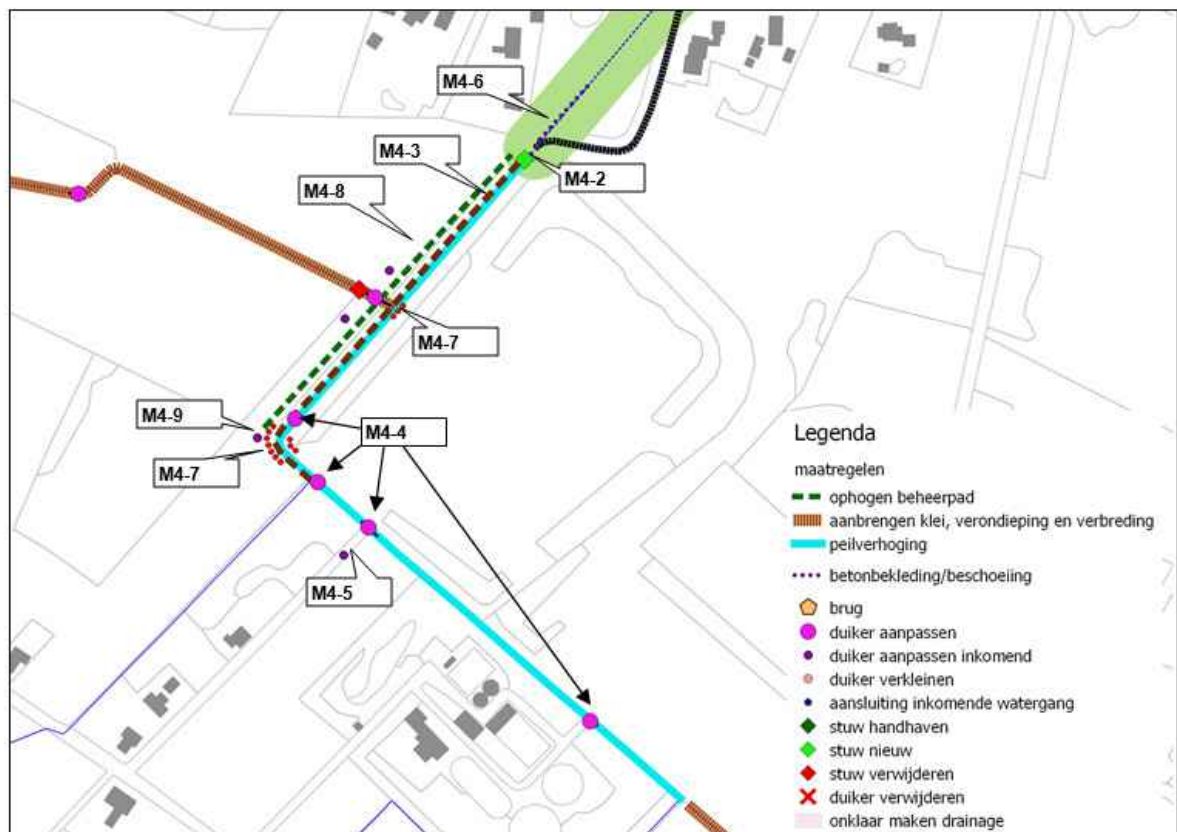 M4-6
M4-3
M4-2
M4-8
M4-7
M4-9
M4-4
M4-7
M4-5
Legenda
maatregelen
ophogen beheerpad
aanbrengen klei, verondieping en verbreding
peilverhoging
betonbekleding/beschoeiing
brug
duiker aanpassen
duiker aanpassen inkomend
duiker verkleinen
aansluiting inkomende watergang
stuw handhaven
stuw nieuw
stuw verwijderen
duiker verwijderen
onklaar maken drainage